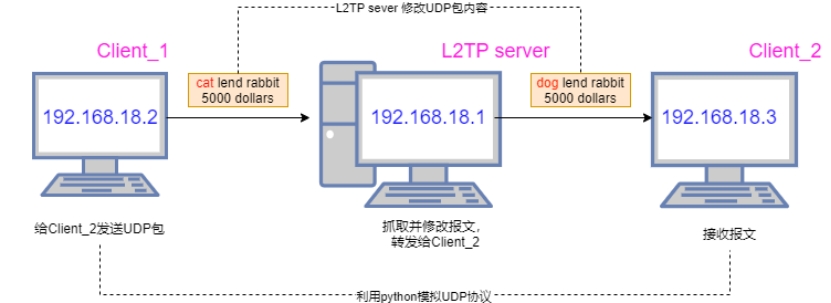 L2TP sever 修改UDP包内容
Client_1
L2TP server
Client_2
cat lend rabbit
5000 dollars
dog lend rabbit
5000 dollars
192.168.18.2
192.168.18.1
192.168.18.3
给Client_2发送UDP包
抓取并修改报文,
转发给Client_2
接收报文
利用python模拟UDP协议